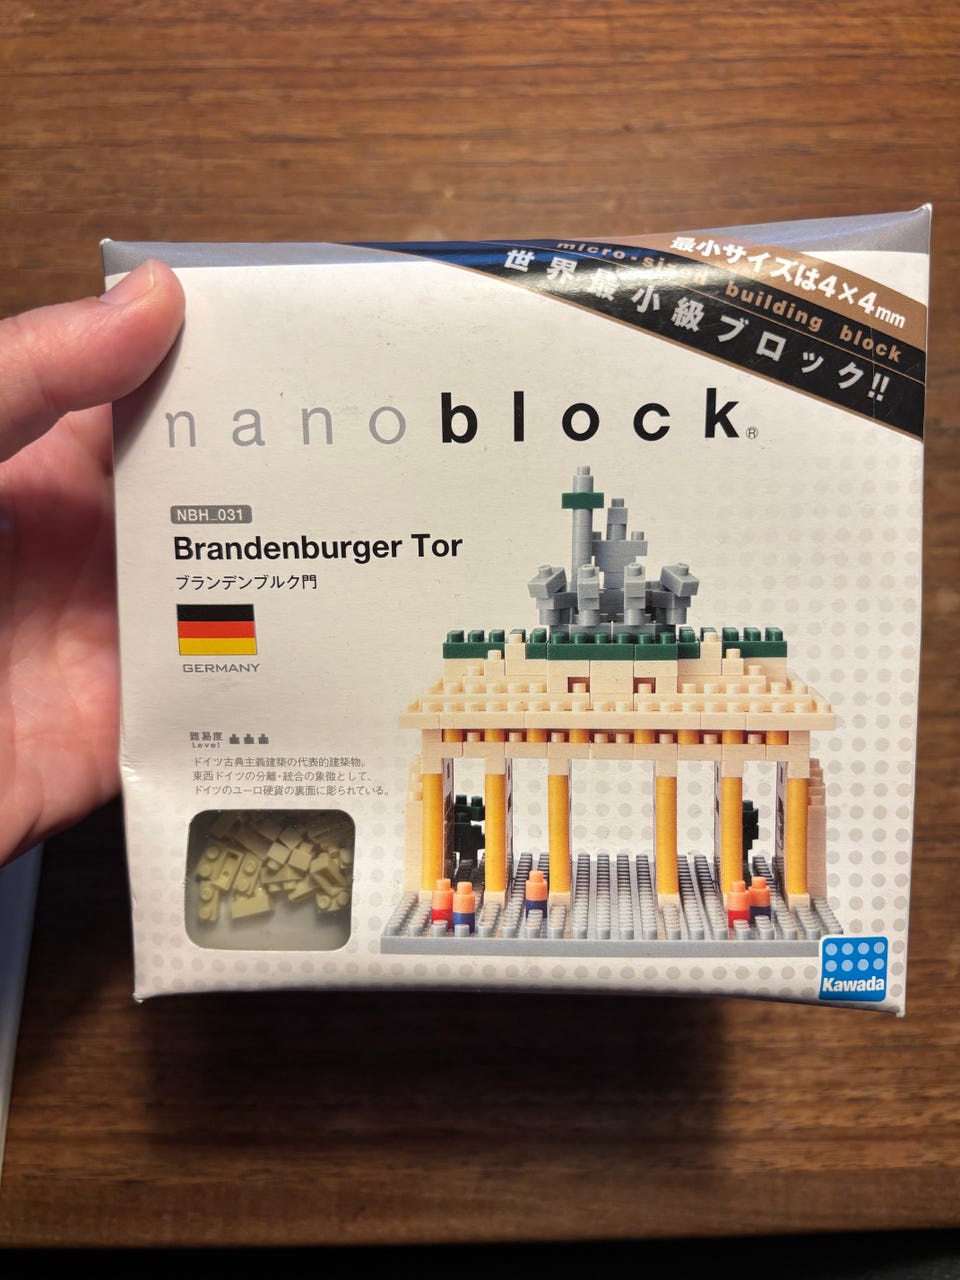 最小サイズは4×4mm
micro-sized building block
世界最小級ブロック!!
nanoblock®
NBH_031
Brandenburger Tor
ブランデンブルク門
GERMANY
難易度
Level
ドイツ古典主義建築の代表的建築物。
東西ドイツの分離・統合の象徴として、
ドイツのユーロ硬貨の裏面に彫られている。
Kawada